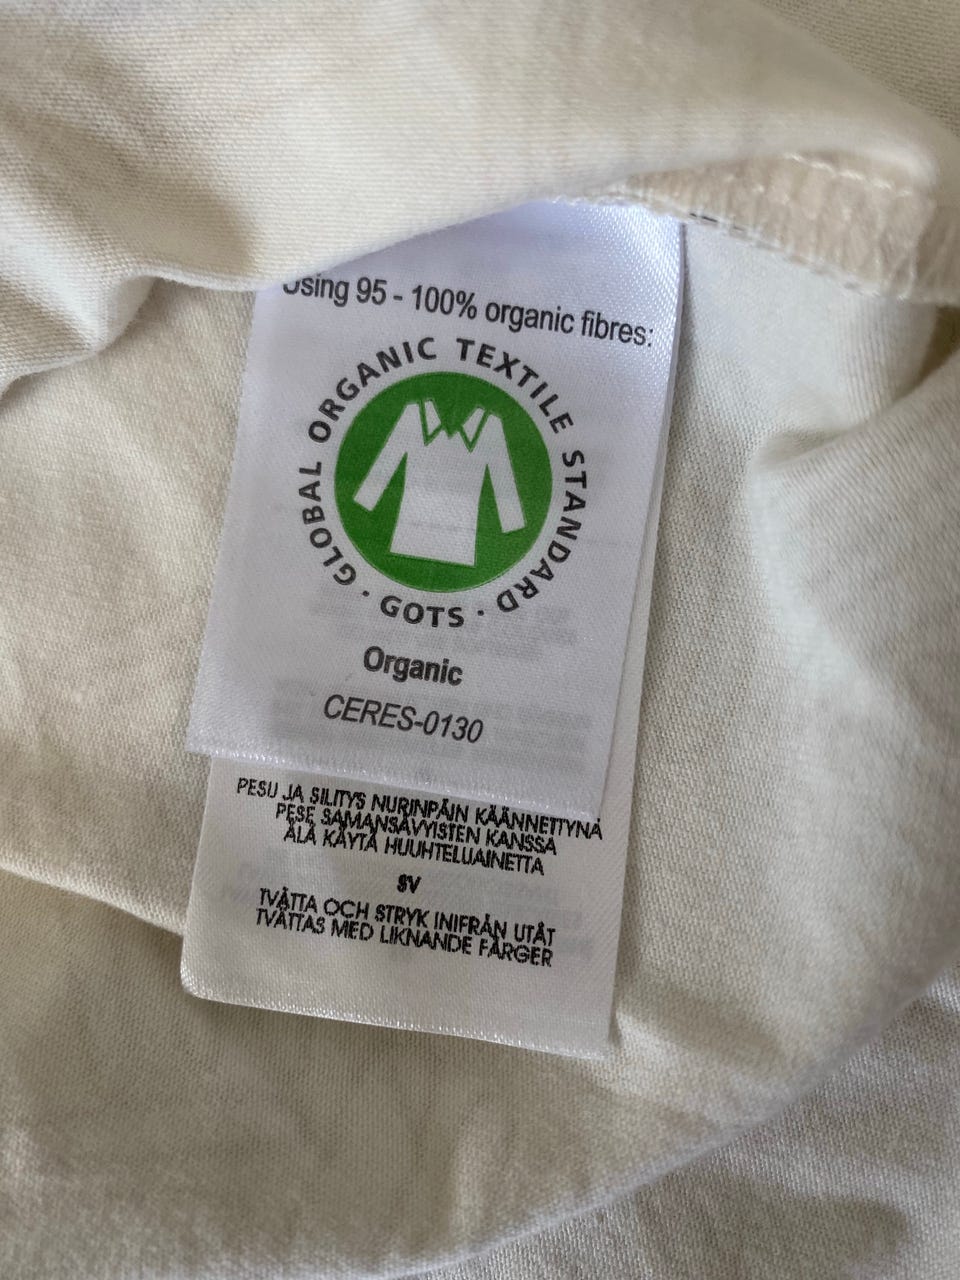 Using 95 - 100% organic fibres:
GLOBAL ORGANIC TEXTILE STANDARD · GOTS ·
Organic
CERES-0130
PESU JA SILITYS NURINPÄIN KÄÄNNETTYNÄ
PESE SAMANSÄVYISTEN KANSSA
ÄLÄ KÄYTÄ HUUHTELUAINETTA
SV
TVÄTTA OCH STRYK INIFRÅN UTÅT
TVÄTTAS MED LIKNANDE FÄRGER